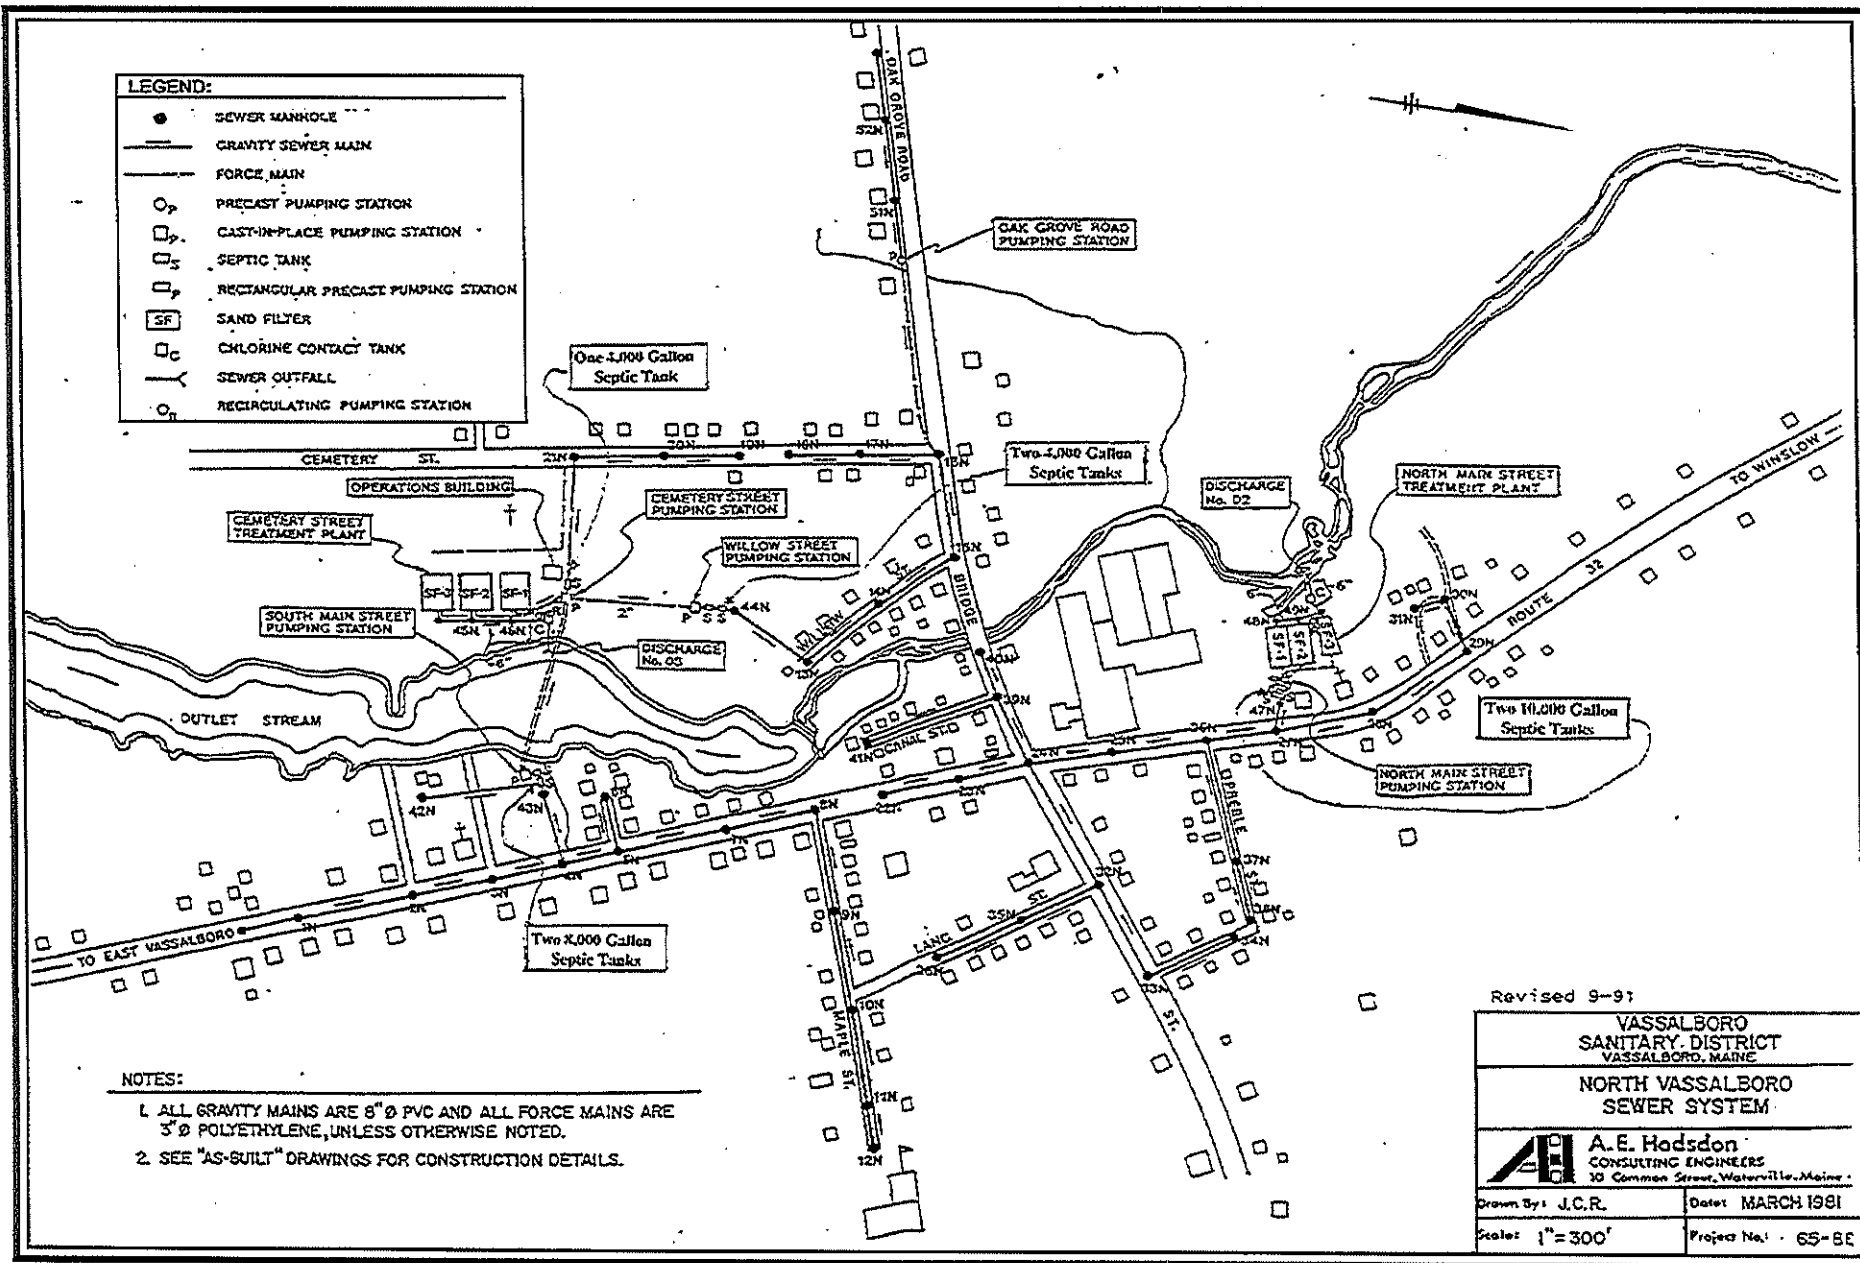 LEGEND:
SEWER MANHOLE
GRAVITY SEWER MAIN
FORCE MAIN
P PRECAST PUMPING STATION
P. CAST-IN-PLACE PUMPING STATION
S SEPTIC TANK
P RECTANGULAR PRECAST PUMPING STATION
SF SAND FILTER
C CHLORINE CONTACT TANK
SEWER OUTFALL
RECIRCULATING PUMPING STATION
OAK GROVE ROAD
52N
51N
P
OAK GROVE ROAD
PUMPING STATION
One 4,000 Gallon
Septic Tank
CEMETERY ST.
21N
20N
19N
17N
Two 4,000 Gallon
Septic Tanks
OPERATIONS BUILDING
CEMETERY STREET
PUMPING STATION
CEMETERY STREET
TREATMENT PLANT
WILLOW STREET
PUMPING STATION
DISCHARGE
No. 02
NORTH MAIN STREET
TREATMENT PLANT
TO WINSLOW
ROUTE 32
SF-3 SF-2 SF-1
45N 46N C
2"
P S S 44N
WILLOW ST.
14N
13N
15N
BRIDGE
ST.
SOUTH MAIN STREET
PUMPING STATION
6"
DISCHARGE
No. 03
OUTLET STREAM
40N
39N
CANAL ST.
41N
6"
48N 49N C 6"
SF-1 SF-2 SF-3
47N
31N 30N
29N
Two 10,000 Gallon
Septic Tanks
NORTH MAIN STREET
PUMPING STATION
36N
27N
PREBLE ST.
37N
34N
33N
32N
LANG ST.
35N
42N
43N
8N
7N
22N
23N
24N
25N
4N
3N
2N
1N
TO EAST VASSALBORO
Two 8,000 Gallon
Septic Tanks
9N
10N
MAPLE ST.
11N
12N
NOTES:
1. ALL GRAVITY MAINS ARE 8"Ø PVC AND ALL FORCE MAINS ARE
3"Ø POLYETHYLENE, UNLESS OTHERWISE NOTED.
2. SEE "AS-BUILT" DRAWINGS FOR CONSTRUCTION DETAILS.
Revised 9-91
VASSALBORO
SANITARY DISTRICT
VASSALBORO, MAINE
NORTH VASSALBORO
SEWER SYSTEM
A.E. Hodsdon
CONSULTING ENGINEERS
10 Common Street, Waterville, Maine
Drawn By: J.C.R.
Date: MARCH 1981
Scale: 1"=300'
Project No.: 65-8E